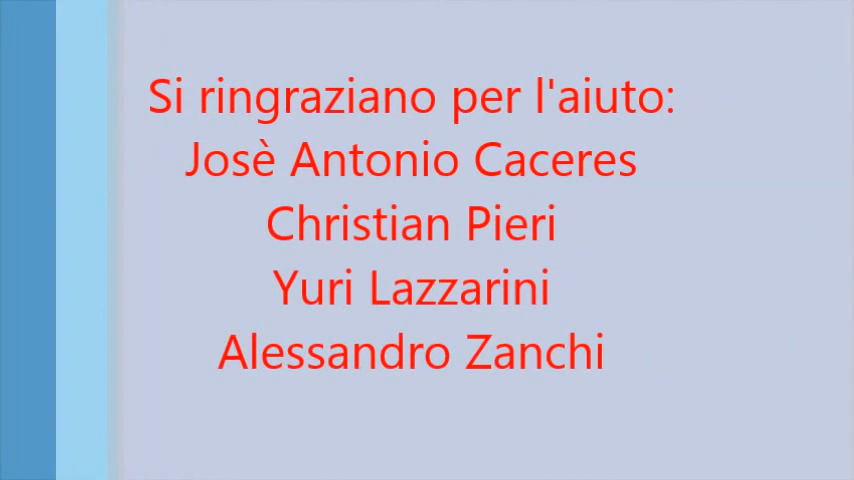 Si ringraziano per l'aiuto:
Josè Antonio Caceres
Christian Pieri
Yuri Lazzarini
Alessandro Zanchi